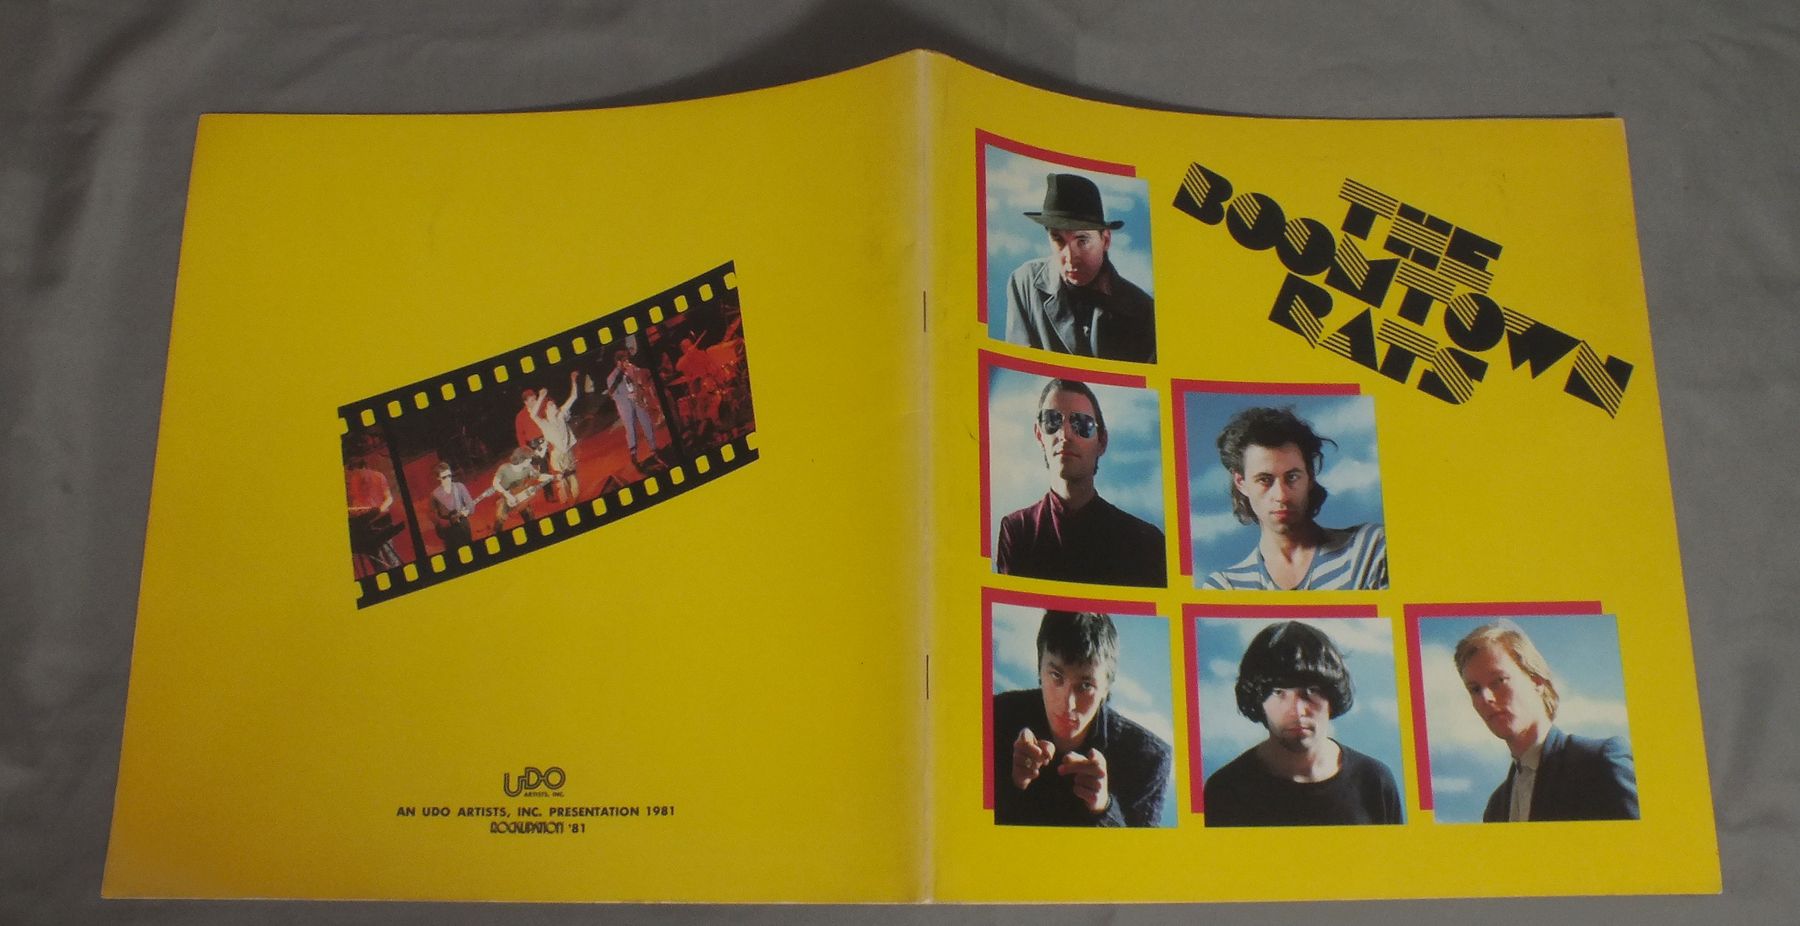 THE
BOOMTOWN
RATS
UDO
ARTISTS, INC.
AN UDO ARTISTS, INC. PRESENTATION 1981
ROCKUPATION '81